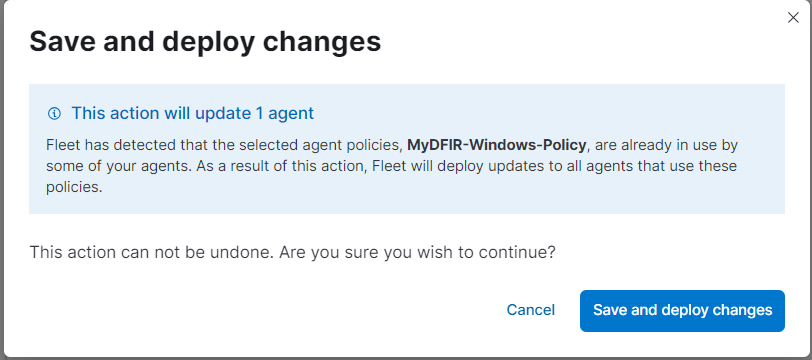 Save and deploy changes
This action will update 1 agent
Fleet has detected that the selected agent policies, MyDFIR-Windows-Policy, are already in use by
some of your agents. As a result of this action, Fleet will deploy updates to all agents that use these
policies.
This action can not be undone. Are you sure you wish to continue?
Cancel
Save and deploy changes